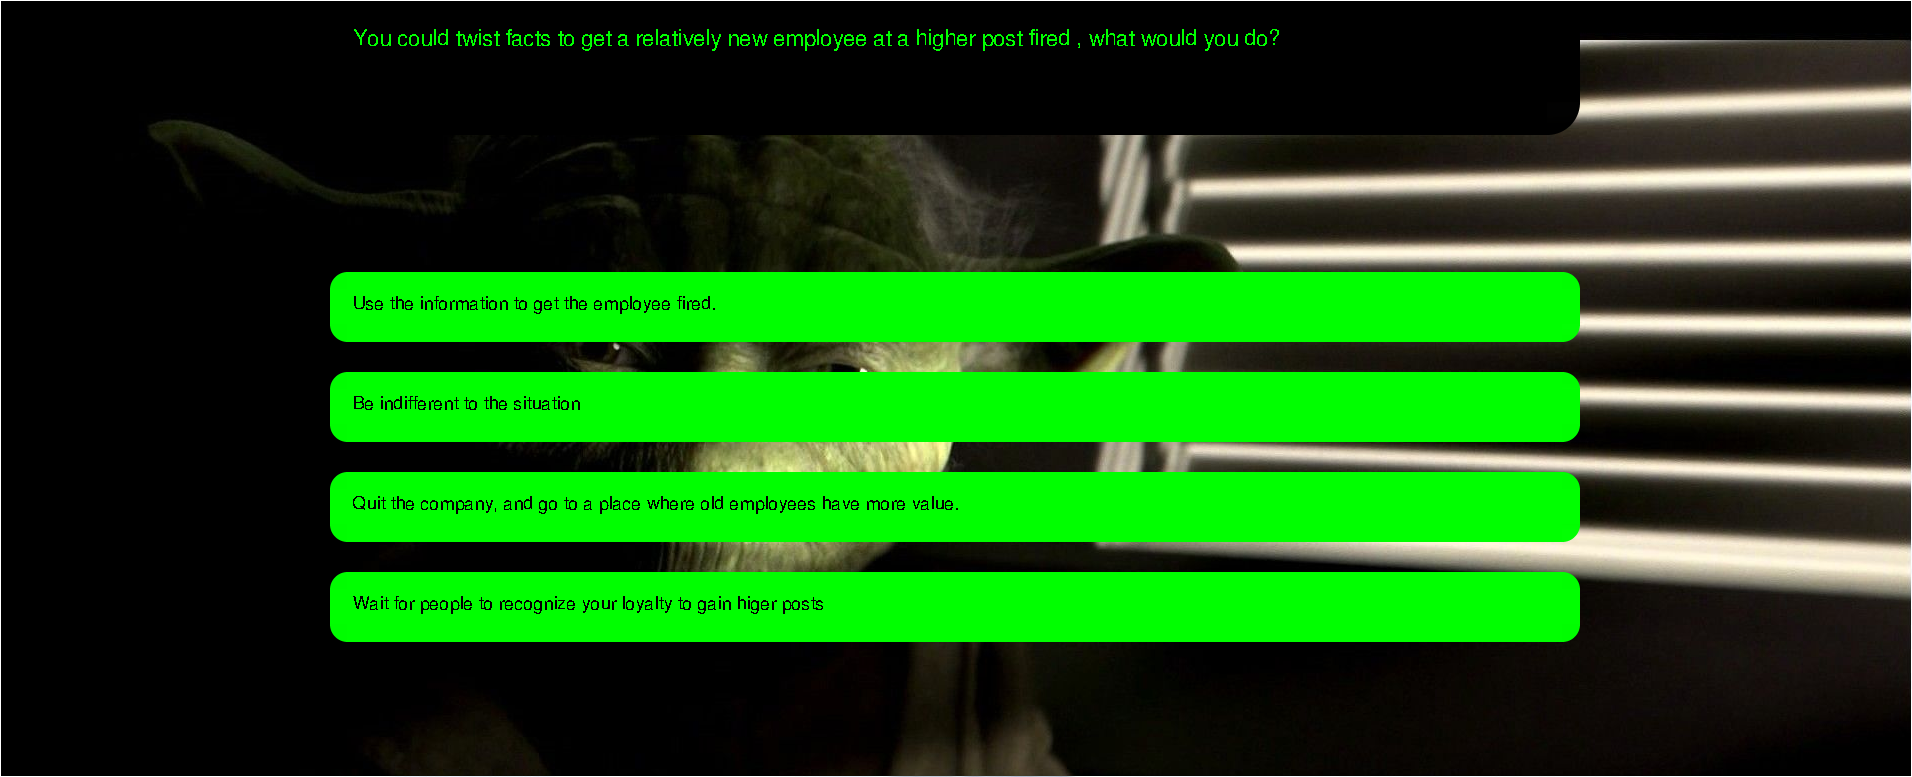 You could twist facts to get a relatively new employee at a higher post fired , what would you do?
Use the information to get the employee fired.
Be indifferent to the situation
Quit the company, and go to a place where old employees have more value.
Wait for people to recognize your loyalty to gain higer posts